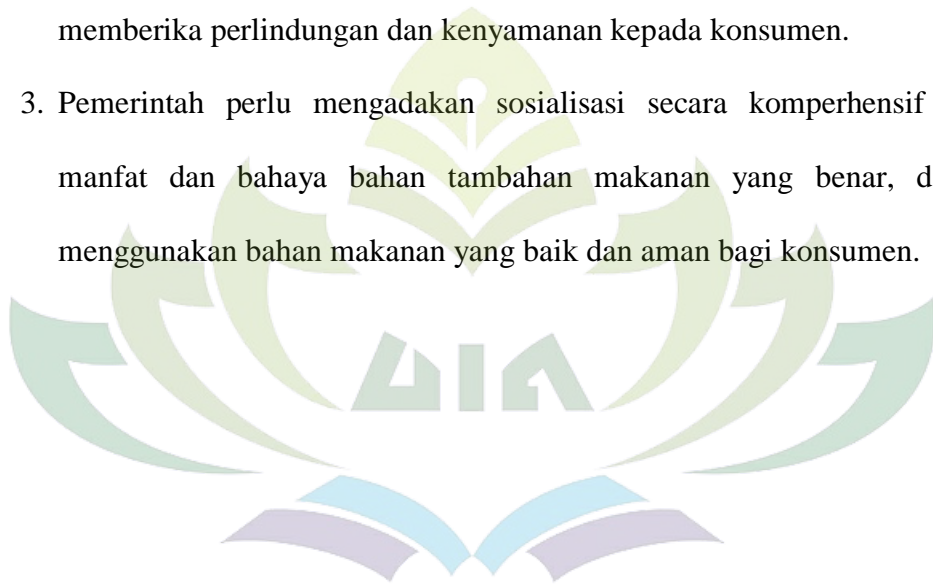 memberika perlindungan dan kenyamanan kepada konsumen.
3. Pemerintah perlu mengadakan sosialisasi secara komperhensif
manfat dan bahaya bahan tambahan makanan yang benar, d
menggunakan bahan makanan yang baik dan aman bagi konsumen.
UIN